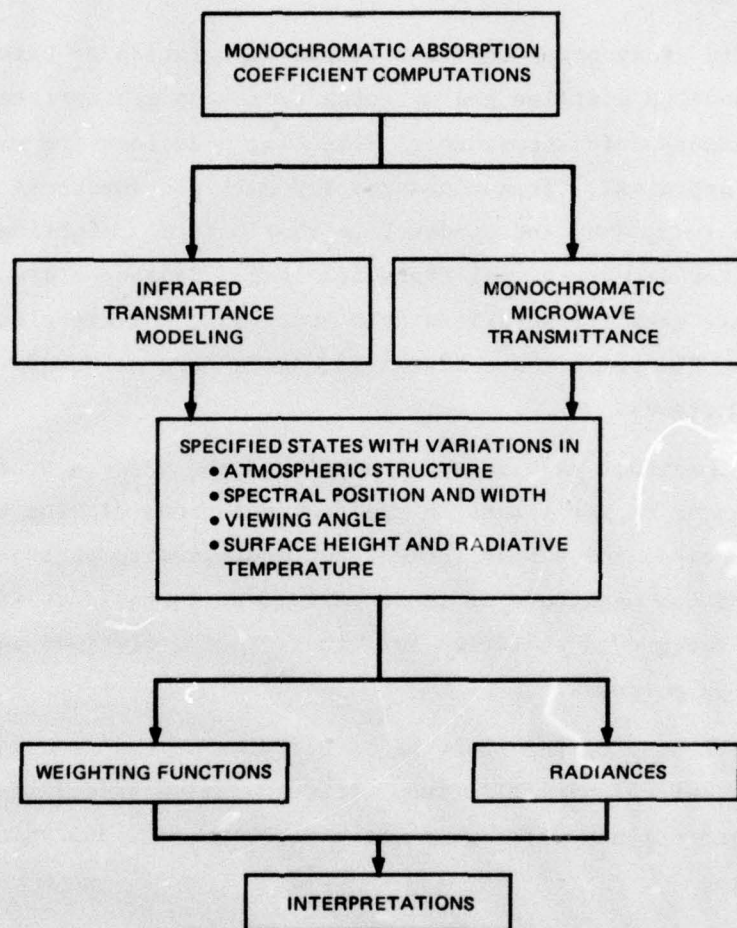 MONOCHROMATIC ABSORPTION
COEFFICIENT COMPUTATIONS
INFRARED
TRANSMITTANCE
MODELING
MONOCHROMATIC
MICROWAVE
TRANSMITTANCE
SPECIFIED STATES WITH VARIATIONS IN
● ATMOSPHERIC STRUCTURE
● SPECTRAL POSITION AND WIDTH
● VIEWING ANGLE
● SURFACE HEIGHT AND RADIATIVE
TEMPERATURE
WEIGHTING FUNCTIONS
RADIANCES
INTERPRETATIONS